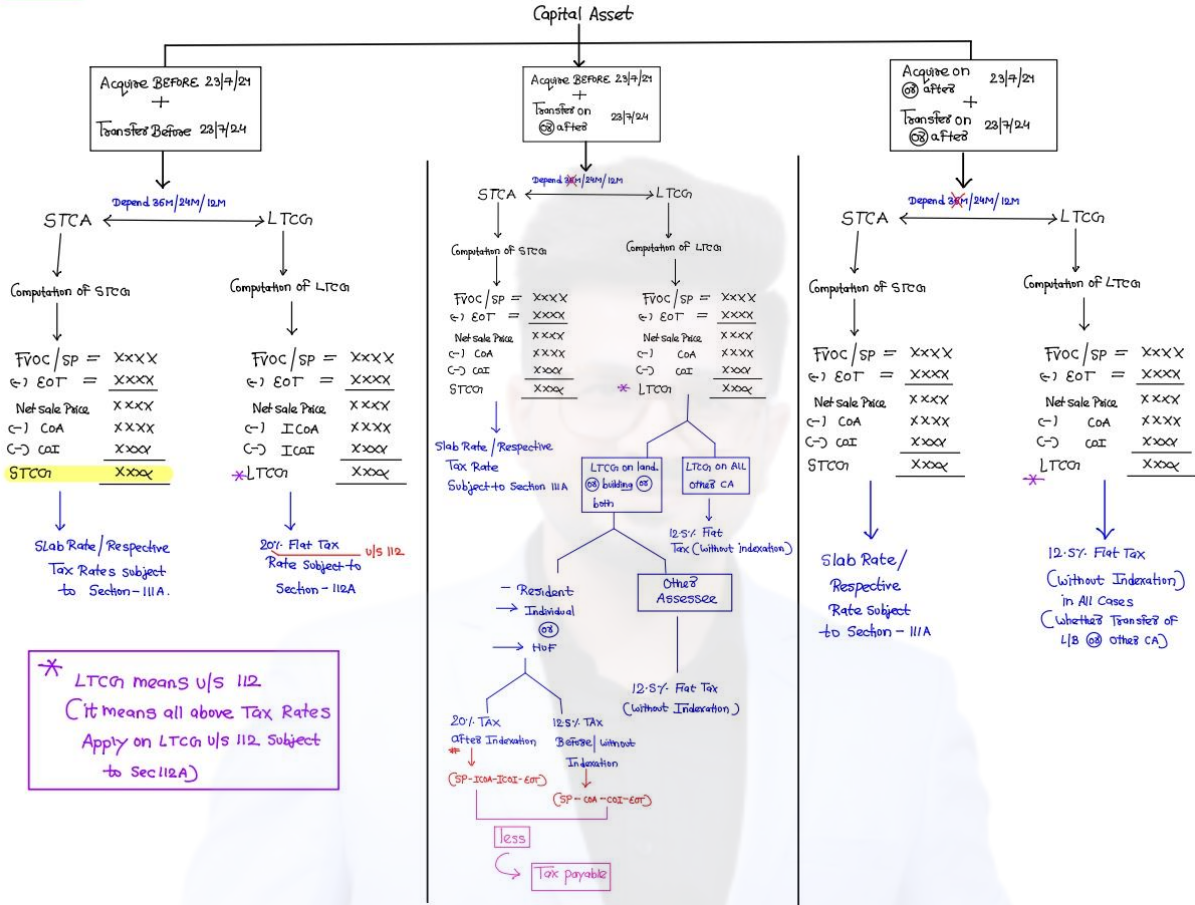 Capital Asset
Acquire BEFORE 23/7/24
+
Transfer Before 23/7/24
Depend 36M/24M/12M
STCA
LTCG
Computation of STCG
FVOC/SP = XXXX
(-) EOT = XXXX
Net sale Price XXXX
(-) COA XXXX
(-) COI XXXX
STCG XXXX
Slab Rate/Respective
Tax Rates subject
to Section-111A.
Computation of LTCG
FVOC/SP = XXXX
(-) EOT = XXXX
Net sale Price XXXX
(-) ICOA XXXX
(-) ICOI XXXX
*LTCG XXXX
20% Flat Tax U/S 112
Rate Subject to
Section-112A
* LTCG means U/S 112
(it means all above Tax Rates
Apply on LTCG U/S 112 Subject
to Sec112A)
Acquire BEFORE 23/7/24
+
Transfer on
OR after 23/7/24
Depend 36M/24M/12M
STCA
LTCG
Computation of STCG
FVOC/SP = XXXX
(-) EOT = XXXX
Net sale Price XXXX
(-) COA XXXX
(-) COI XXXX
STCG XXXX
Slab Rate/Respective
Tax Rate
Subject to Section 111A
Computation of LTCG
FVOC/SP = XXXX
(-) EOT = XXXX
Net sale Price XXXX
(-) COA XXXX
(-) COI XXXX
* LTCG XXXX
LTCG on land
OR building OR
both
LTCG on All
Other CA
12.5% Flat
Tax (without indexation)
- Resident
→ Individual
OR
→ HUF
Other
Assessee
12.5% Flat Tax
(Without Indexation)
20% TAX
after Indexation
**
(SP-ICOA-ICOI-EOT)
12.5% TAX
Before/without
Indexation
(SP-COA-COI-EOT)
less
Tax payable
Acquire on
OR after 23/7/24
+
Transfer on
OR after 23/7/24
Depend 36M/24M/12M
STCA
LTCG
Computation of STCG
FVOC/SP = XXXX
(-) EOT = XXXX
Net sale Price XXXX
(-) COA XXXX
(-) COI XXXX
STCG XXXX
Slab Rate/
Respective
Rate Subject
to Section-111A
Computation of LTCG
FVOC/SP = XXXX
(-) EOT = XXXX
Net sale Price XXXX
(-) COA XXXX
(-) COI XXXX
* LTCG XXXX
12.5% Flat Tax
(Without Indexation)
in All Cases
(Whether Transfer of
L/B OR Other CA)